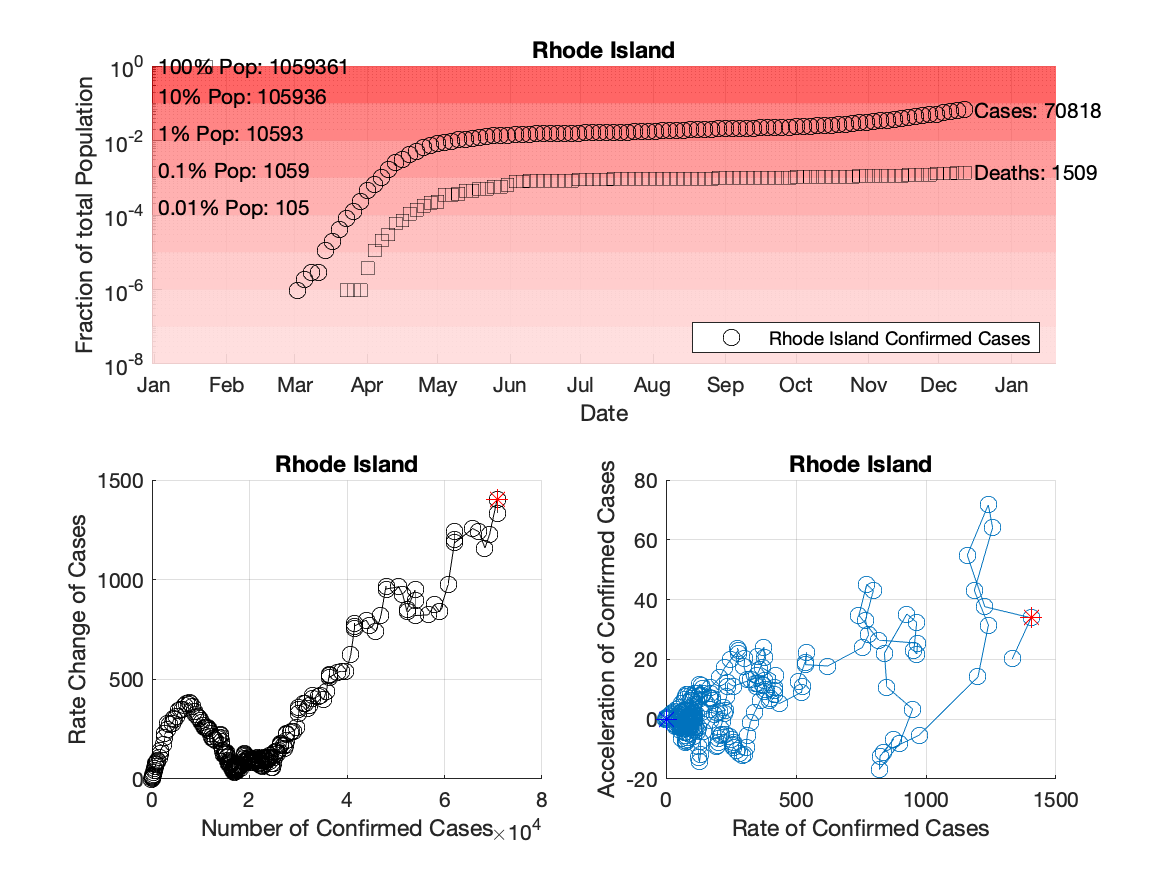 Rhode Island
10^0
10^-2
10^-4
10^-6
10^-8
Fraction of total Population
100% Pop: 1059361
10% Pop: 105936
1% Pop: 10593
0.1% Pop: 1059
0.01% Pop: 105
Cases: 70818
Deaths: 1509
Rhode Island Confirmed Cases
Jan Feb Mar Apr May Jun Jul Aug Sep Oct Nov Dec Jan
Date
Rhode Island
1500
1000
500
0
Rate Change of Cases
0 2 4 6 8
Number of Confirmed Cases ×10^4
Rhode Island
80
60
40
20
0
-20
Acceleration of Confirmed Cases
0 500 1000 1500
Rate of Confirmed Cases